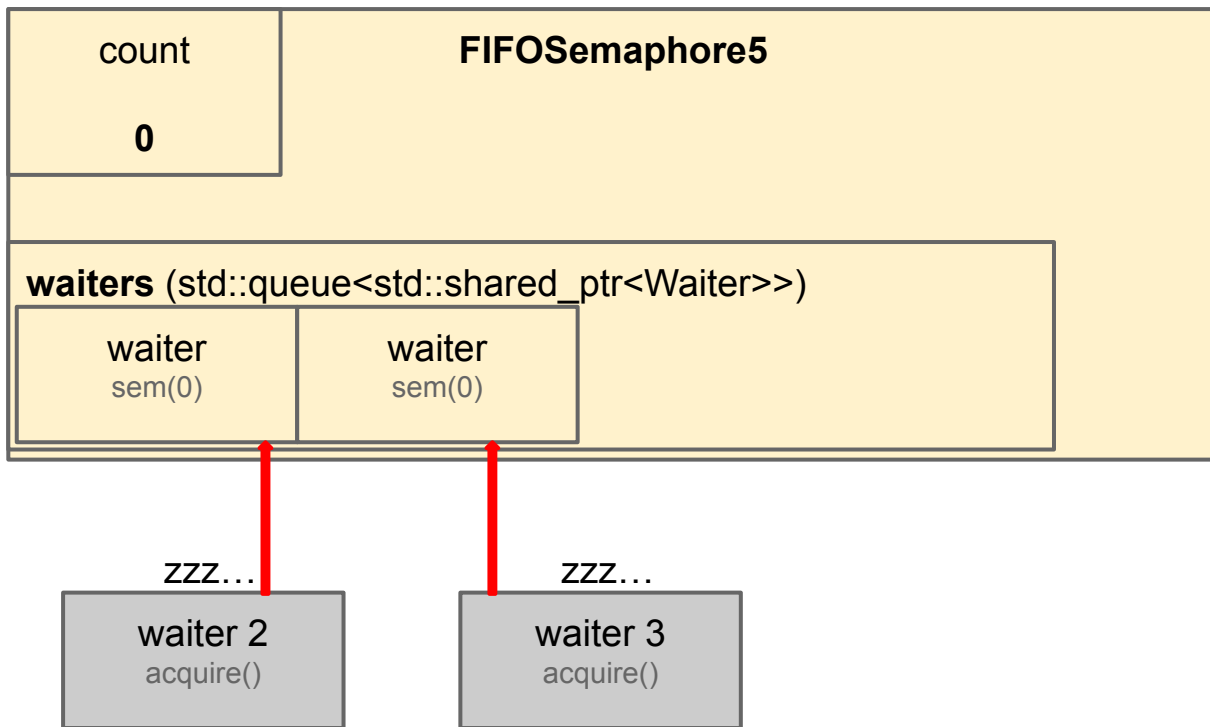 count
FIFOSemaphore5
0
waiters (std::queue<std::shared_ptr<Waiter>>)
waiter
sem(0)
waiter
sem(0)
zzz…
zzz…
waiter 2
acquire()
waiter 3
acquire()